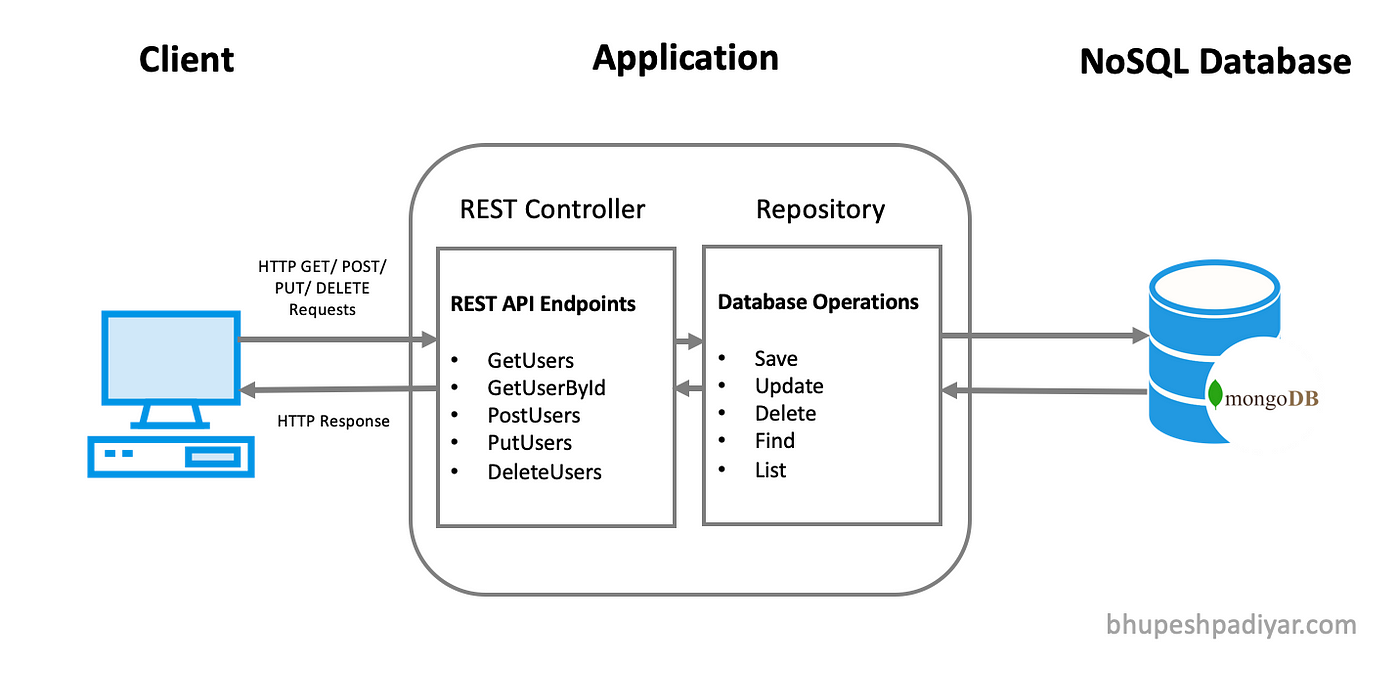 Client
Application
NoSQL Database
REST Controller
Repository
HTTP GET/ POST/
PUT/ DELETE
Requests
HTTP Response
REST API Endpoints
• GetUsers
• GetUserById
• PostUsers
• PutUsers
• DeleteUsers
Database Operations
• Save
• Update
• Delete
• Find
• List
mongoDB
bhupeshpadiyar.com